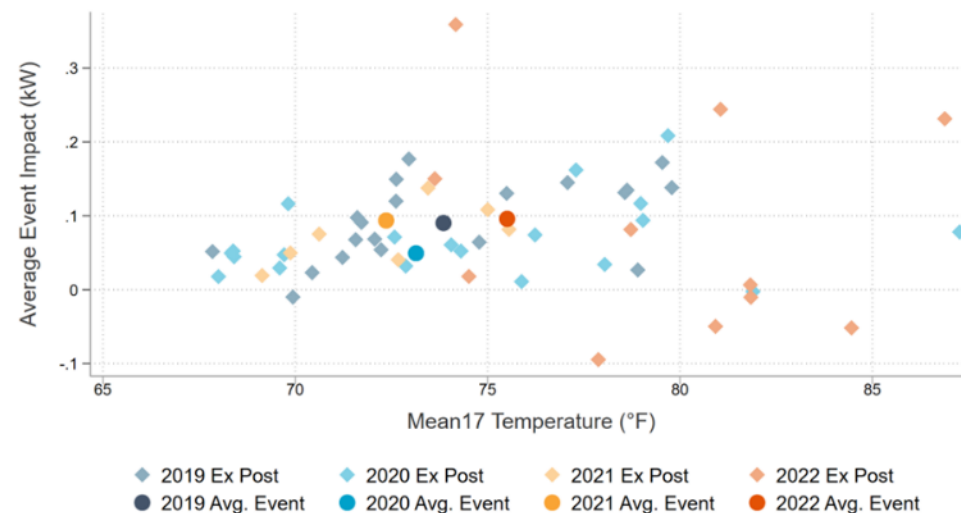 Average Event Impact (kW)
.3
.2
.1
0
-.1
65 70 75 80 85
Mean17 Temperature (°F)
2019 Ex Post 2020 Ex Post 2021 Ex Post 2022 Ex Post
2019 Avg. Event 2020 Avg. Event 2021 Avg. Event 2022 Avg. Event